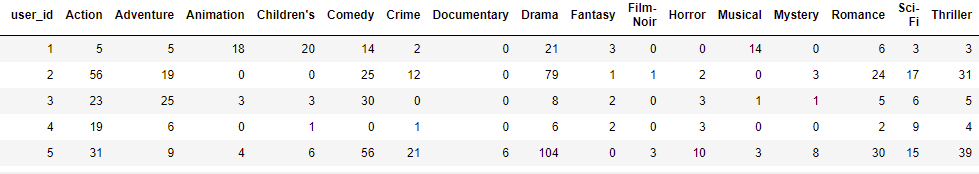 user_id Action Adventure Animation Children's Comedy Crime Documentary Drama Fantasy Film-Noir Horror Musical Mystery Romance Sci-Fi Thriller
1 5 5 18 20 14 2 0 21 3 0 0 14 0 6 3 3
2 56 19 0 0 25 12 0 79 1 1 2 0 3 24 17 31
3 23 25 3 3 30 0 0 8 2 0 3 1 1 5 6 5
4 19 6 0 1 0 1 0 6 2 0 3 0 0 2 9 4
5 31 9 4 6 56 21 6 104 0 3 10 3 8 30 15 39